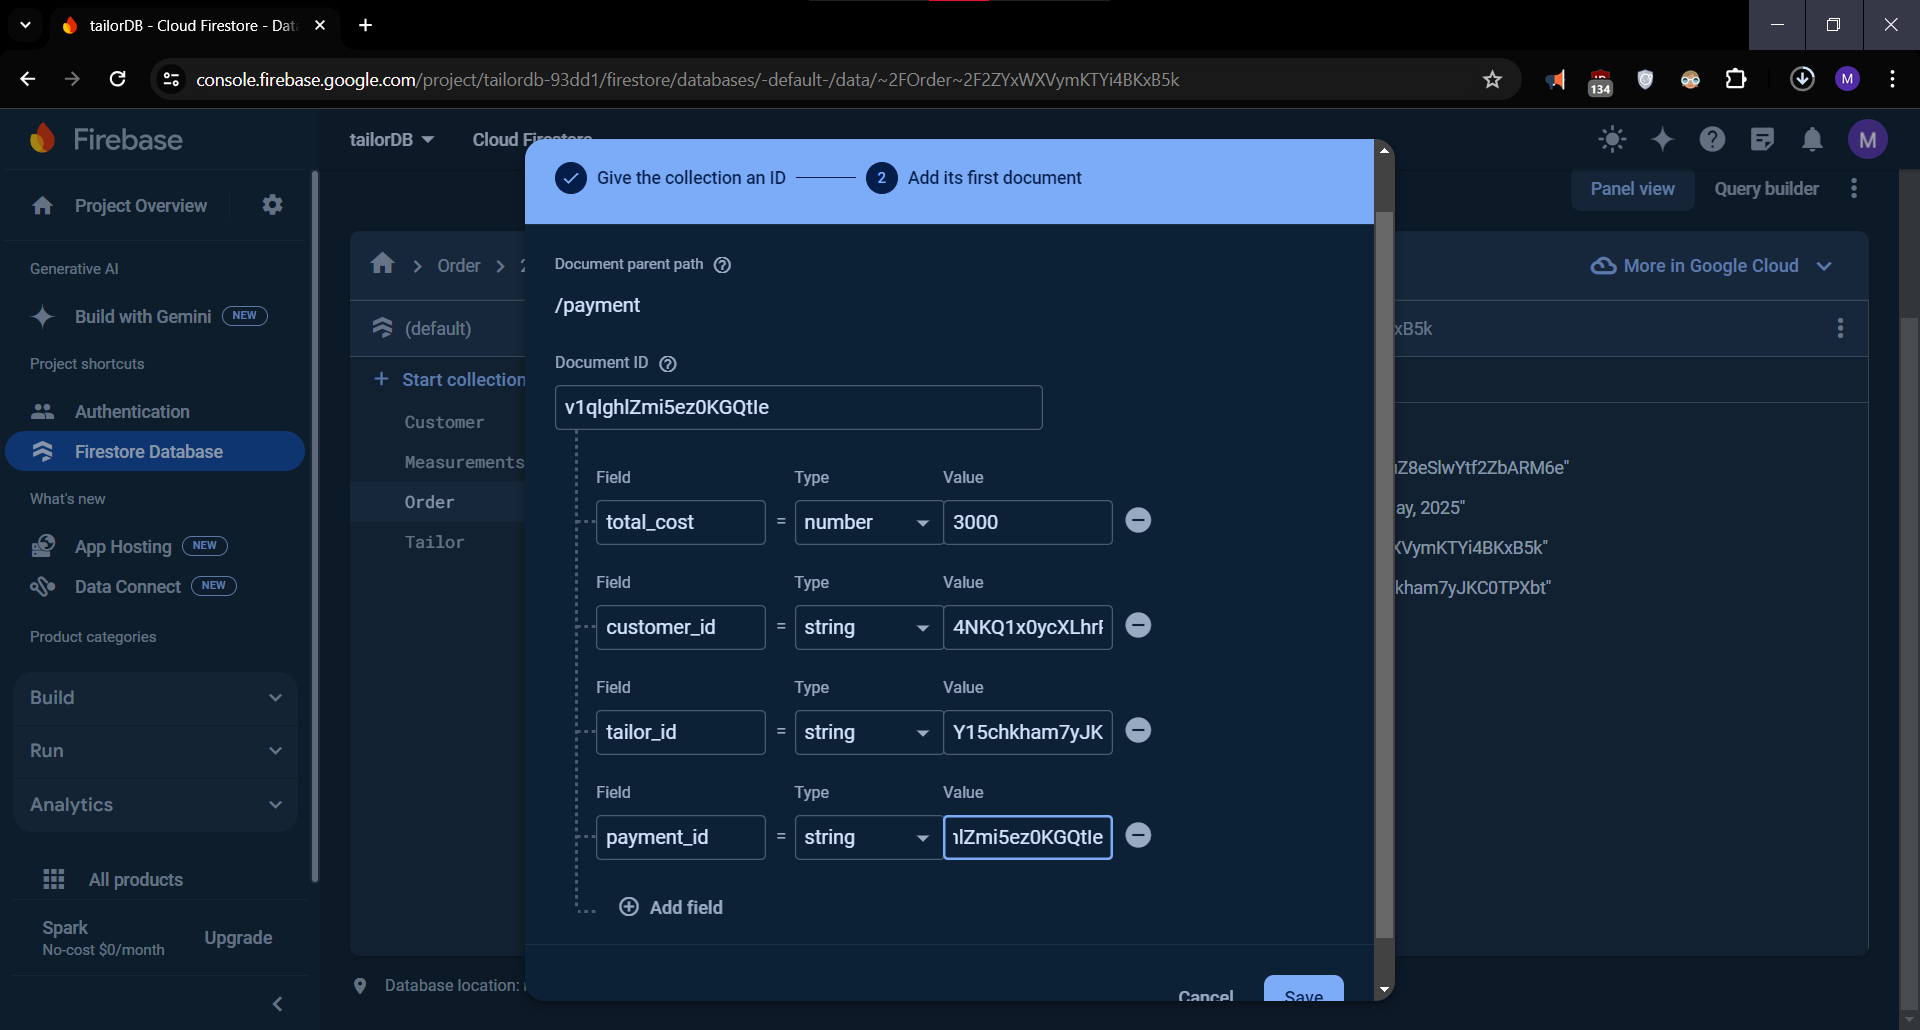 tailorDB - Cloud Firestore - Dat
console.firebase.google.com/project/tailordb-93dd1/firestore/databases/-default-/data/~2FOrder~2F2ZYxWXVymKTYi4BKxB5k
134
M
Firebase
tailorDB
Cloud Firestore
M
Project Overview
Panel view
Query builder
Generative AI
Build with Gemini NEW
Project shortcuts
Authentication
Firestore Database
What's new
App Hosting NEW
Data Connect NEW
Product categories
Build
Run
Analytics
All products
Spark
No-cost $0/month
Upgrade
Order
More in Google Cloud
(default)
xB5k
Start collection
Customer
Measurements
Order
Tailor
Z8eSlwYtf2ZbARM6e"
ay, 2025"
XVymKTYi4BKxB5k"
kham7yJKC0TPXbt"
Database location:
Give the collection an ID
2 Add its first document
Document parent path
/payment
Document ID
v1qlghlZmi5ez0KGQtIe
Field Type Value
total_cost = number 3000
Field Type Value
customer_id = string 4NKQ1x0ycXLhrF
Field Type Value
tailor_id = string Y15chkham7yJK
Field Type Value
payment_id = string hlZmi5ez0KGQtIe
Add field
Cancel Save